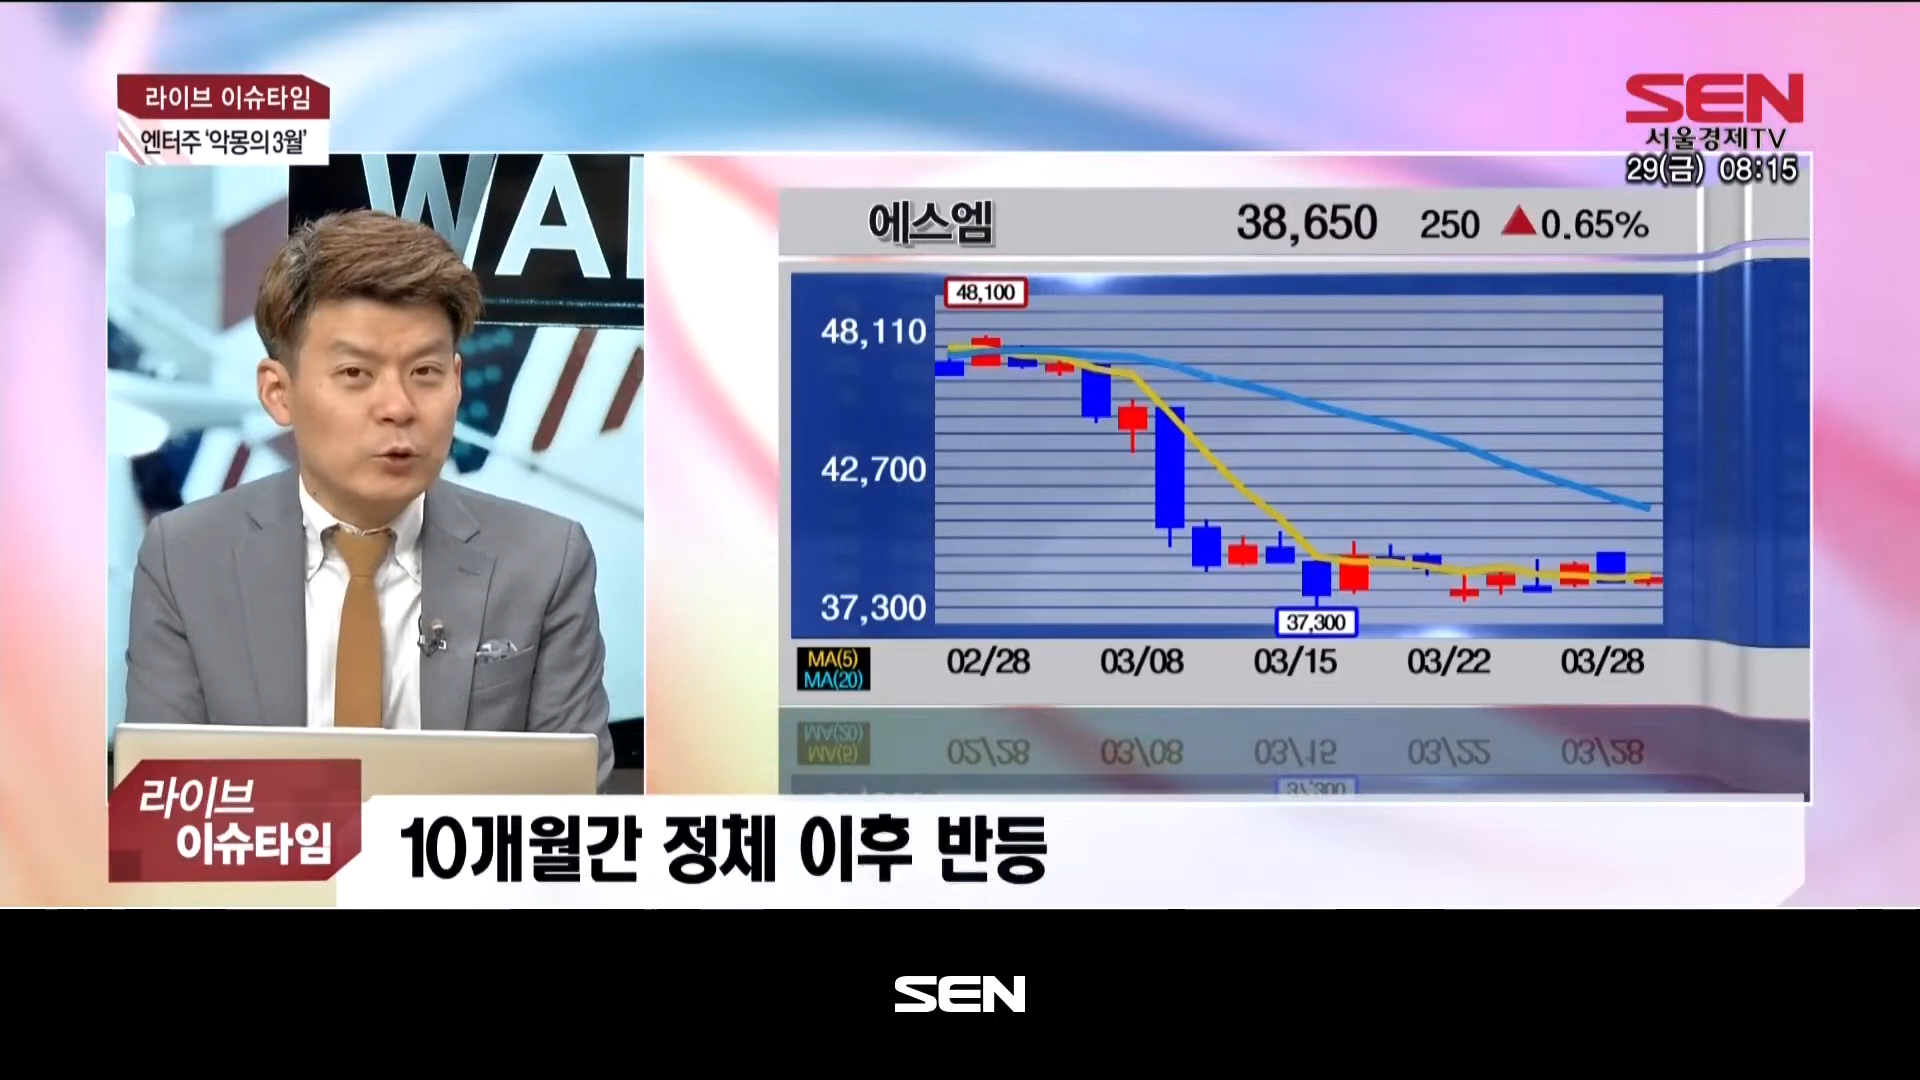 라이브 이슈타임
엔터주 '악몽의 3월'
SEN
서울경제TV
29(금) 08:15
WAL
에스엠 38,650 250 ▲0.65%
48,100
48,110
42,700
37,300
37,300
MA(5)
MA(20)
02/28 03/08 03/15 03/22 03/28
라이브
이슈타임
10개월간 정체 이후 반등
SEN